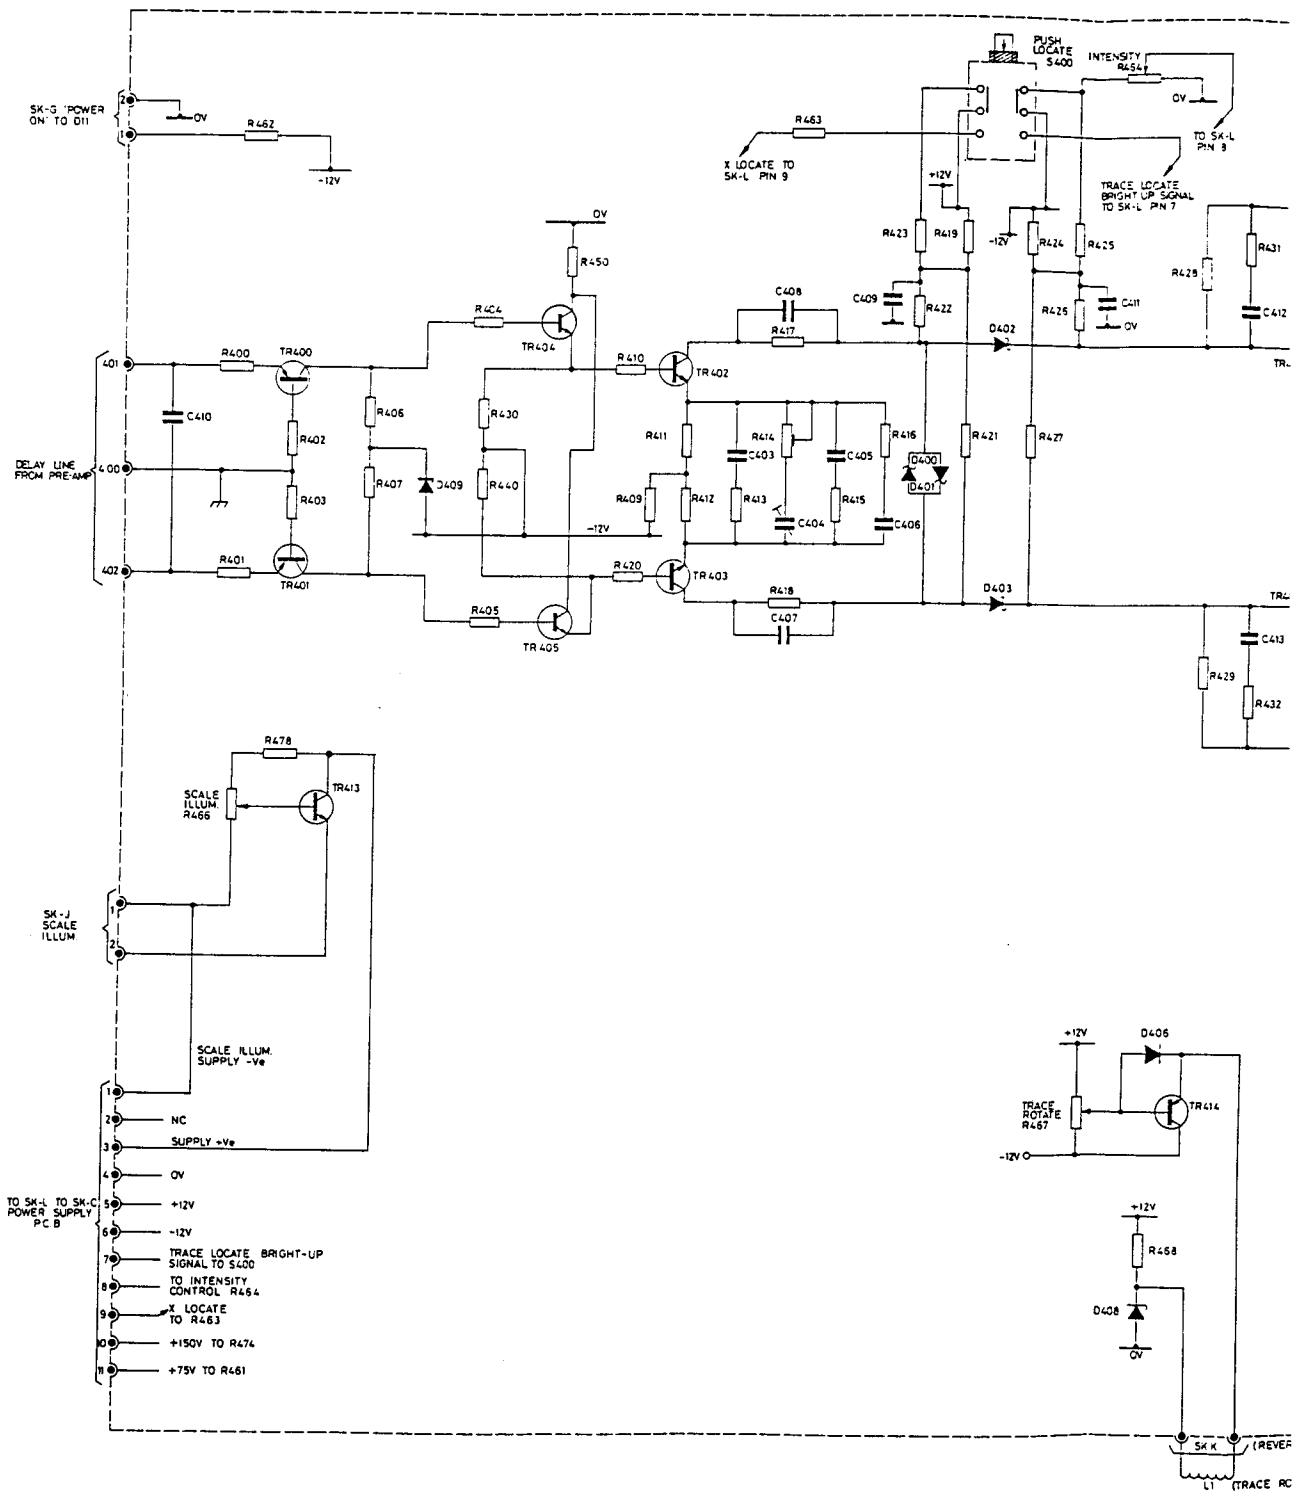 PUSH
LOCATE
S400
INTENSITY
R454
SK-G 'POWER
ON' TO D11
2
0V
1
R462
-12V
R463
X LOCATE TO
SK-L PIN 9
0V
TO SK-L
PIN 8
TRACE LOCATE
BRIGHT UP SIGNAL
TO SK-L PIN 7
+12V
-12V
0V
R450
R423
R419
R424
R425
R428
R431
C409
R422
C408
R417
R426
C411
0V
C412
D402
R404
TR404
401
R400
TR400
R410
TR402
TR4
C410
R406
R402
R430
R411
R414
R416
C403
C405
D400
D401
R421
R427
DELAY LINE
FROM PRE-AMP
400
R407
D409
R440
R403
R409
R412
R413
C404
R415
C406
-12V
402
R401
TR401
R420
TR403
R418
C407
D403
TR4
R405
TR405
C413
R429
R432
R478
SCALE
ILLUM.
R466
TR413
SK-J
SCALE
ILLUM.
1
2
SCALE ILLUM.
SUPPLY -Ve
TO SK-L TO SK-C
POWER SUPPLY
P.C.B
1
2 NC
3 SUPPLY +Ve
4 0V
5 +12V
6 -12V
7 TRACE LOCATE BRIGHT-UP
SIGNAL TO S400
8 TO INTENSITY
CONTROL R464
9 X LOCATE
TO R463
10 +150V TO R474
11 +75V TO R461
+12V
D406
TRACE
ROTATE
R467
TR414
-12V
+12V
R468
D408
0V
SK K
(REVER
L1
(TRACE RO